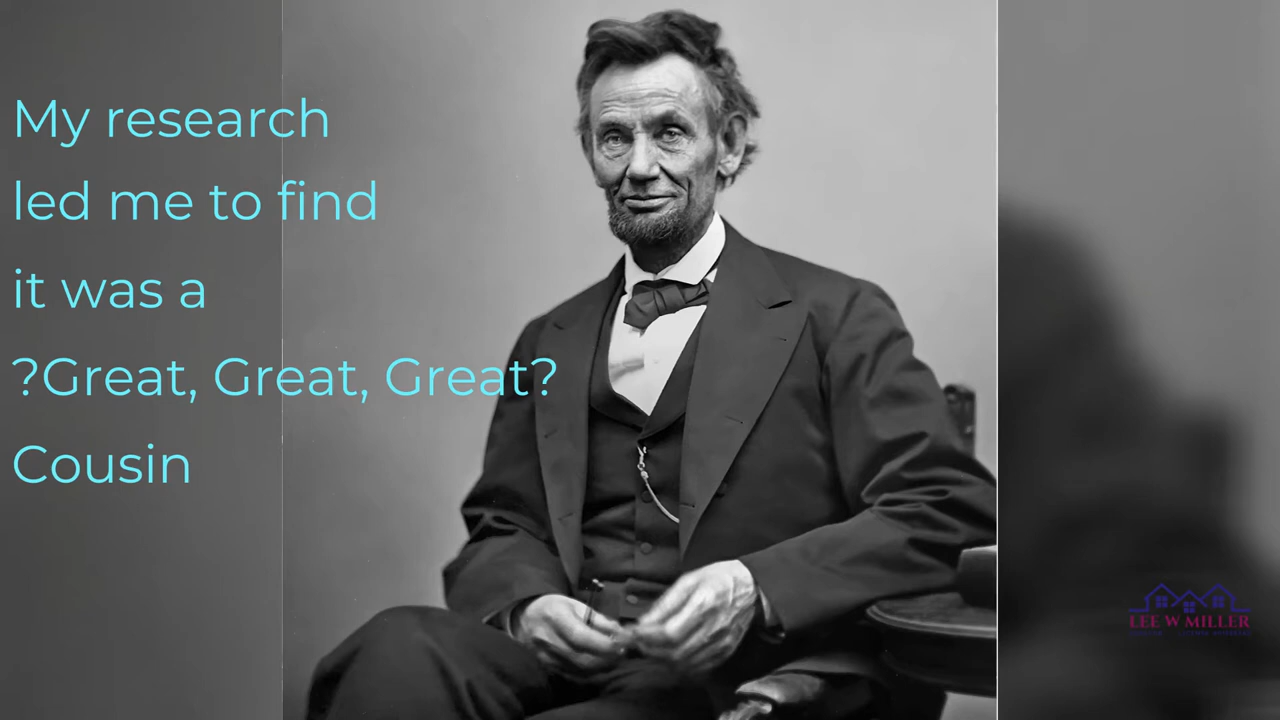 My research
led me to find
it was a
?Great, Great, Great?
Cousin
LEE W MILLER